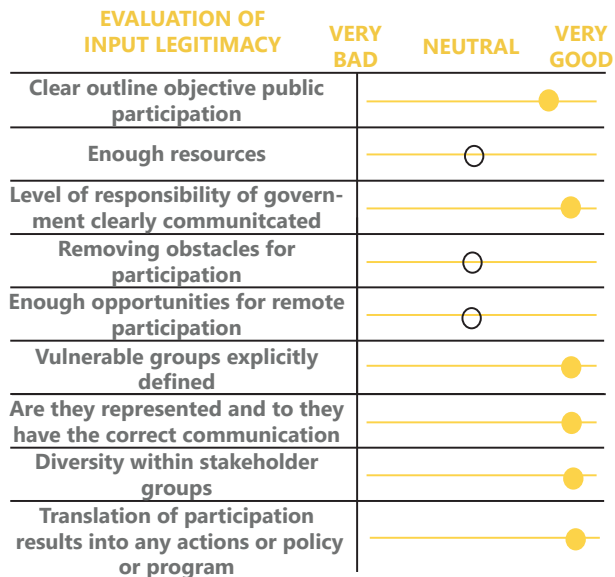 EVALUATION OF
INPUT LEGITIMACY
VERY
BAD
NEUTRAL
VERY
GOOD
Clear outline objective public
participation
Enough resources
Level of responsibility of govern-
ment clearly communitcated
Removing obstacles for
participation
Enough opportunities for remote
participation
Vulnerable groups explicitly
defined
Are they represented and to they
have the correct communication
Diversity within stakeholder
groups
Translation of participation
results into any actions or policy
or program